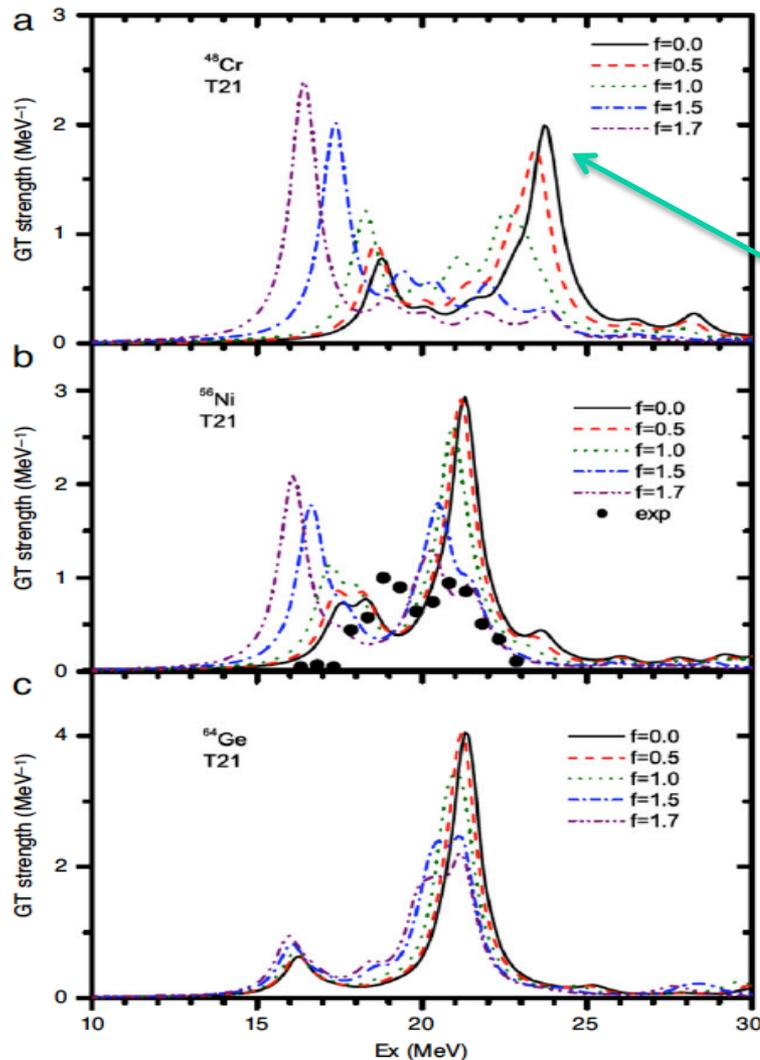 a
3
2
1
0
GT strength (MeV⁻¹)
⁴⁸Cr
T21
f=0.0
f=0.5
f=1.0
f=1.5
f=1.7
b
3
2
1
0
GT strength (MeV⁻¹)
⁵⁶Ni
T21
f=0.0
f=0.5
f=1.0
f=1.5
f=1.7
exp
c
4
2
0
GT strength (MeV⁻¹)
⁶⁴Ge
T21
f=0.0
f=0.5
f=1.0
f=1.5
f=1.7
10 15 20 25 30
Ex (MeV)